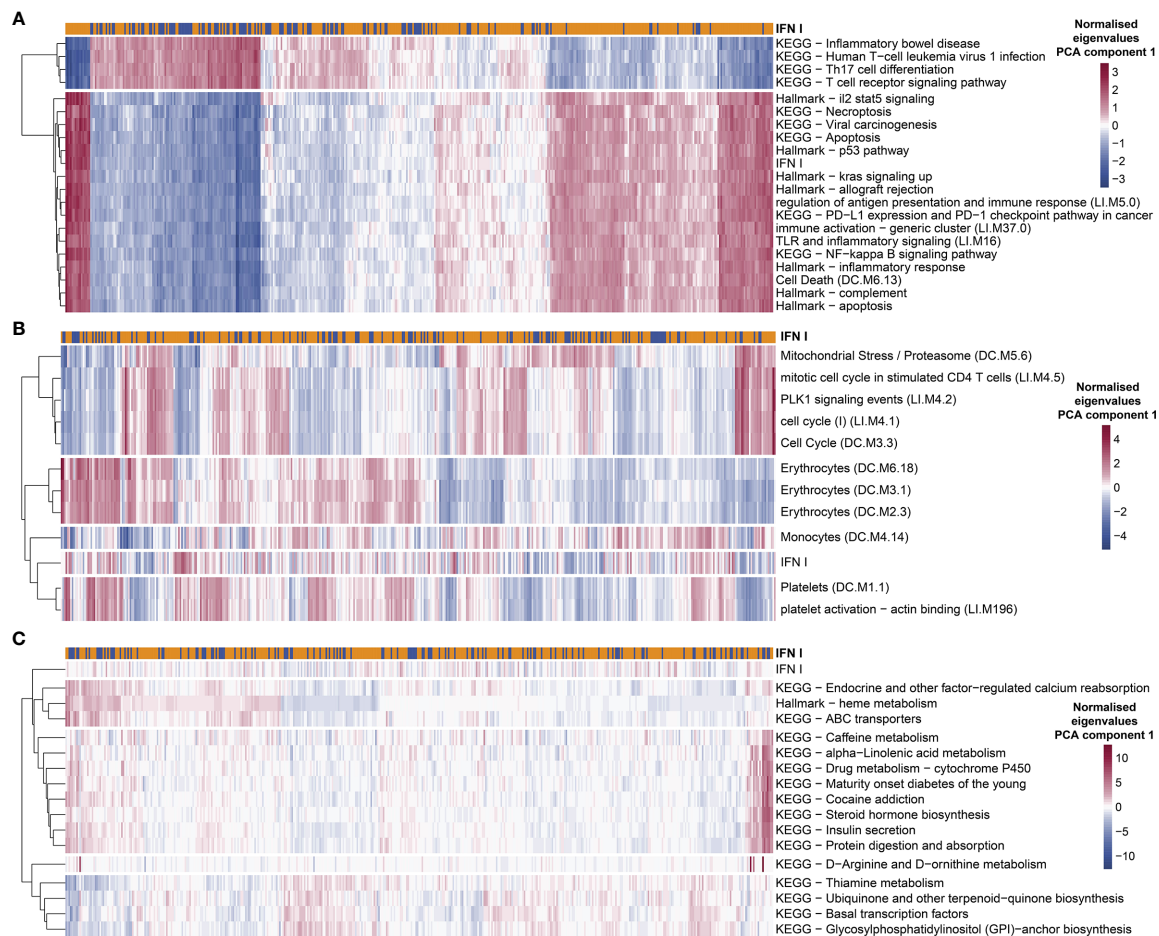 A
IFN I
KEGG − Inflammatory bowel disease
KEGG − Human T−cell leukemia virus 1 infection
KEGG − Th17 cell differentiation
KEGG − T cell receptor signaling pathway
Hallmark − il2 stat5 signaling
KEGG − Necroptosis
KEGG − Viral carcinogenesis
KEGG − Apoptosis
Hallmark − p53 pathway
IFN I
Hallmark − kras signaling up
Hallmark − allograft rejection
regulation of antigen presentation and immune response (LI.M5.0)
KEGG − PD−L1 expression and PD−1 checkpoint pathway in cancer
immune activation − generic cluster (LI.M37.0)
TLR and inflammatory signaling (LI.M16)
KEGG − NF−kappa B signaling pathway
Hallmark − inflammatory response
Cell Death (DC.M6.13)
Hallmark − complement
Hallmark − apoptosis
Normalised
eigenvalues
PCA component 1
3
2
1
0
−1
−2
−3
B
IFN I
Mitochondrial Stress / Proteasome (DC.M5.6)
mitotic cell cycle in stimulated CD4 T cells (LI.M4.5)
PLK1 signaling events (LI.M4.2)
cell cycle (I) (LI.M4.1)
Cell Cycle (DC.M3.3)
Erythrocytes (DC.M6.18)
Erythrocytes (DC.M3.1)
Erythrocytes (DC.M2.3)
Monocytes (DC.M4.14)
IFN I
Platelets (DC.M1.1)
platelet activation − actin binding (LI.M196)
Normalised
eigenvalues
PCA component 1
4
2
0
−2
−4
C
IFN I
IFN I
KEGG − Endocrine and other factor−regulated calcium reabsorption
Hallmark − heme metabolism
KEGG − ABC transporters
KEGG − Caffeine metabolism
KEGG − alpha−Linolenic acid metabolism
KEGG − Drug metabolism − cytochrome P450
KEGG − Maturity onset diabetes of the young
KEGG − Cocaine addiction
KEGG − Steroid hormone biosynthesis
KEGG − Insulin secretion
KEGG − Protein digestion and absorption
KEGG − D−Arginine and D−ornithine metabolism
KEGG − Thiamine metabolism
KEGG − Ubiquinone and other terpenoid−quinone biosynthesis
KEGG − Basal transcription factors
KEGG − Glycosylphosphatidylinositol (GPI)−anchor biosynthesis
Normalised
eigenvalues
PCA component 1
10
5
0
−5
−10